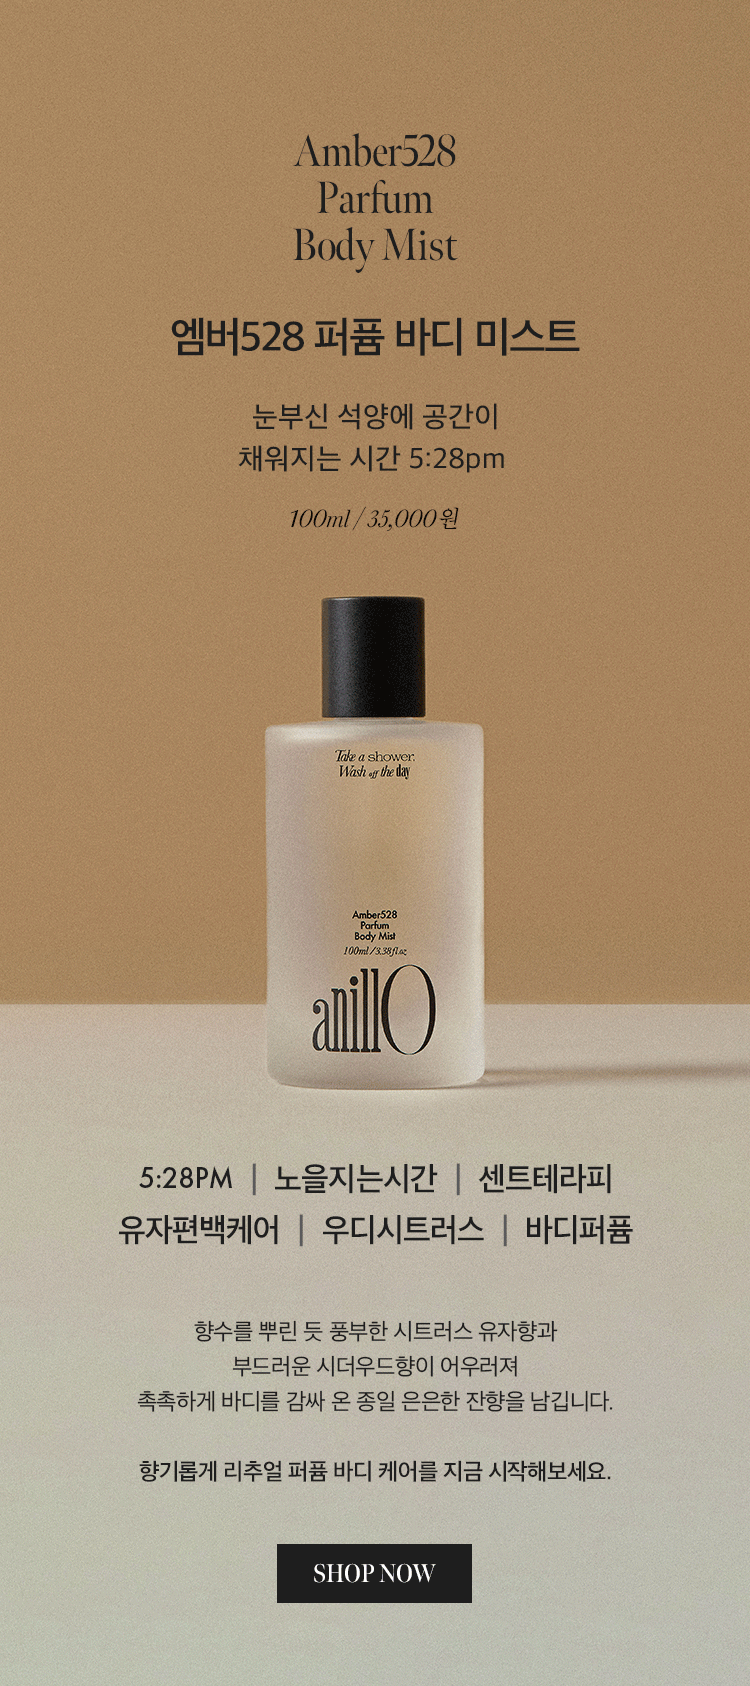 Amber528
Parfum
Body Mist
엠버528 퍼퓸 바디 미스트
눈부신 석양에 공간이
채워지는 시간 5:28pm
100ml / 35,000원
Take a shower.
Wash off the day
Amber528
Parfum
Body Mist
100ml / 3.38fl.oz
anillO
5:28PM | 노을지는시간 | 센트테라피
유자편백케어 | 우디시트러스 | 바디퍼퓸
향수를 뿌린 듯 풍부한 시트러스 유자향과
부드러운 시더우드향이 어우러져
촉촉하게 바디를 감싸 온 종일 은은한 잔향을 남깁니다.
향기롭게 리추얼 퍼퓸 바디 케어를 지금 시작해보세요.
SHOP NOW